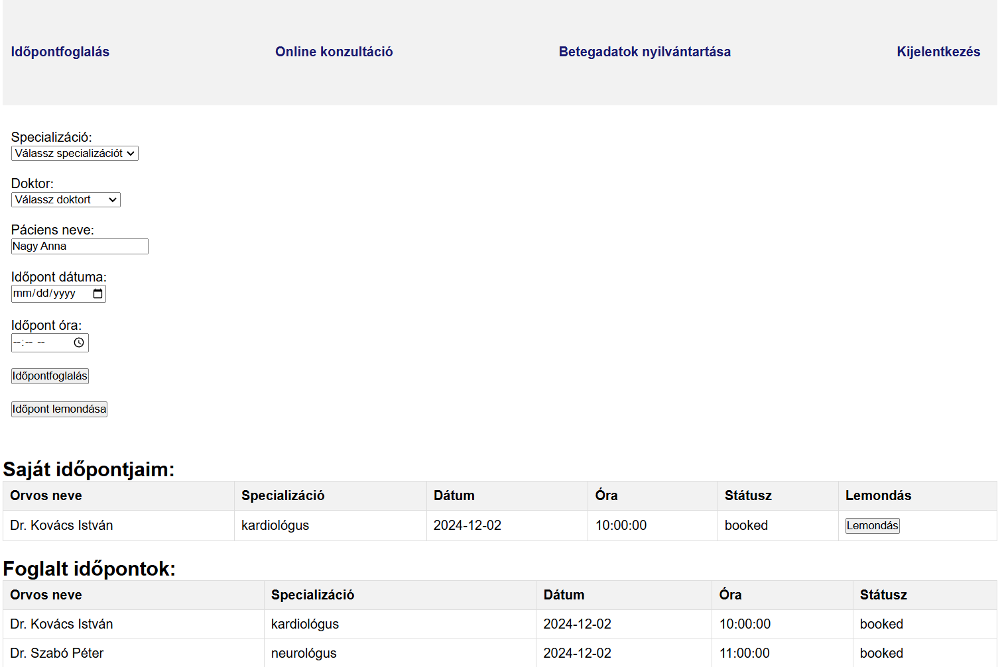 Időpontfoglalás Online konzultáció Betegadatok nyilvántartása Kijelentkezés
Specializáció:
Válassz specializációt
Doktor:
Válassz doktort
Páciens neve:
Nagy Anna
Időpont dátuma:
mm/dd/yyyy
Időpont óra:
--:-- --
Időpontfoglalás
Időpont lemondása
Saját időpontjaim:
Orvos neve Specializáció Dátum Óra Státusz Lemondás
Dr. Kovács István kardiológus 2024-12-02 10:00:00 booked Lemondás
Foglalt időpontok:
Orvos neve Specializáció Dátum Óra Státusz
Dr. Kovács István kardiológus 2024-12-02 10:00:00 booked
Dr. Szabó Péter neurológus 2024-12-02 11:00:00 booked